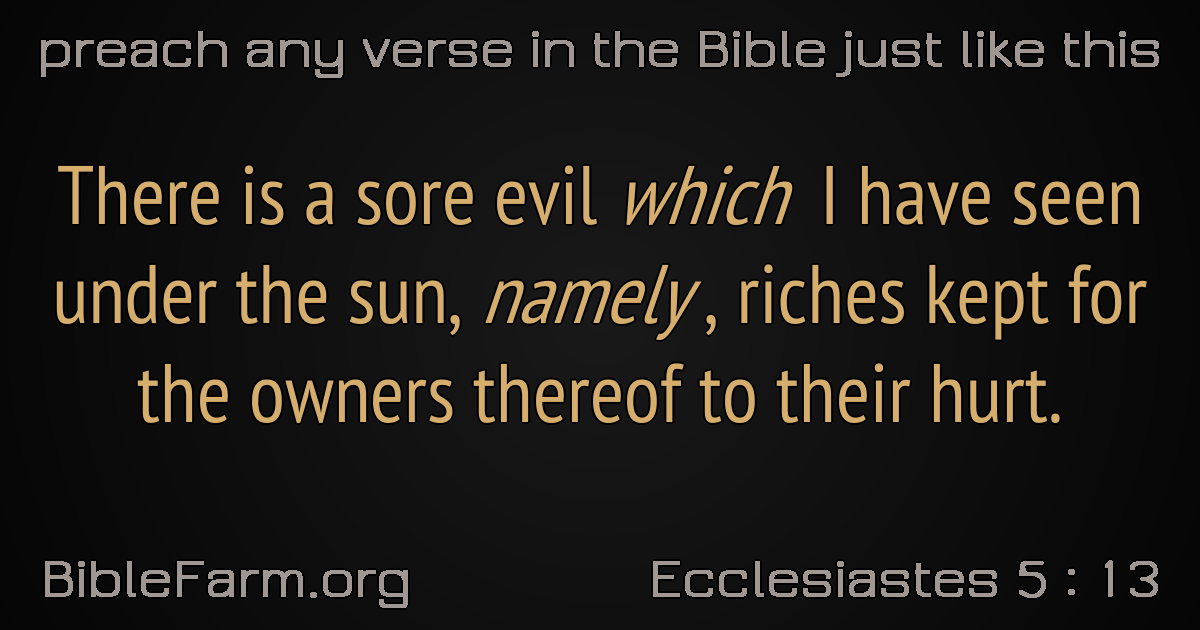 preach any verse in the Bible just like this
There is a sore evil which I have seen
under the sun, namely, riches kept for
the owners thereof to their hurt.
BibleFarm.org
Ecclesiastes 5 : 13